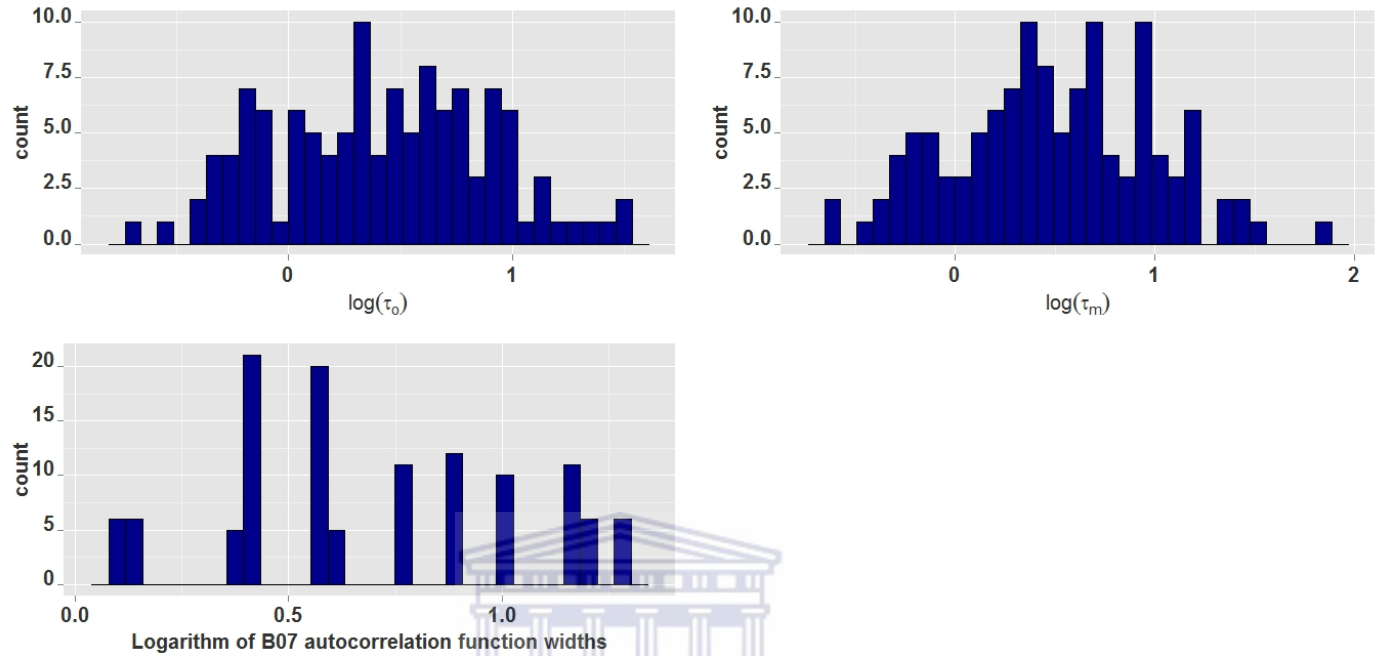 10.0
7.5
5.0
2.5
0.0
count
0 1
log(τo)
10.0
7.5
5.0
2.5
0.0
count
0 1 2
log(τm)
20
15
10
5
0
count
0.0 0.5 1.0
Logarithm of B07 autocorrelation function widths